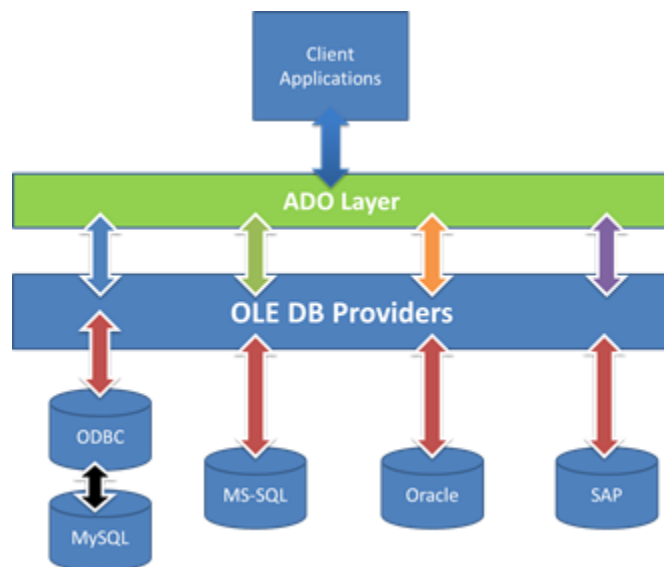 Client
Applications
ADO Layer
OLE DB Providers
ODBC
MS-SQL
Oracle
SAP
MySQL